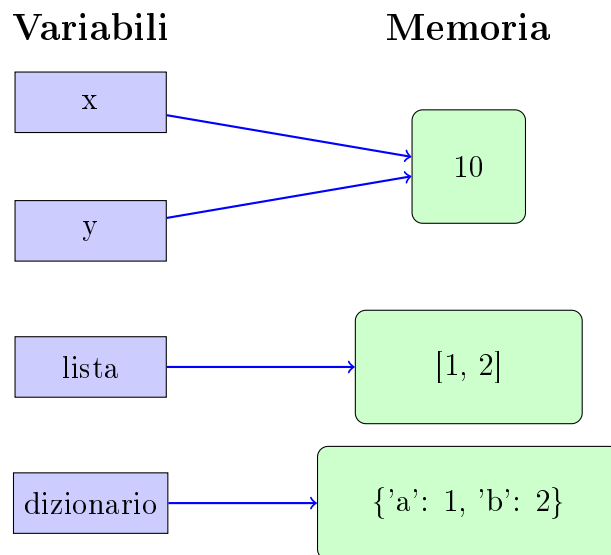 Variabili
Memoria
x
10
y
lista
[1, 2]
dizionario
{'a': 1, 'b': 2}